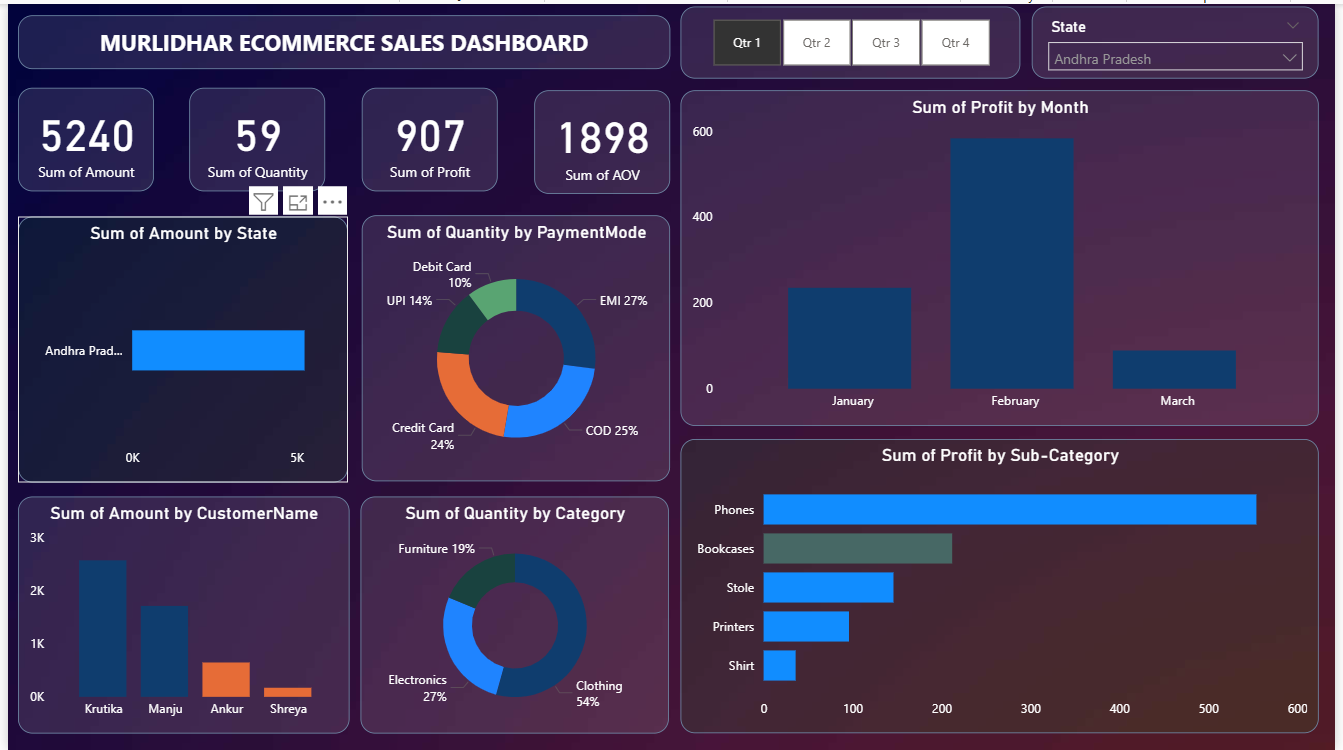 MURLIDHAR ECOMMERCE SALES DASHBOARD
Qtr 1
Qtr 2
Qtr 3
Qtr 4
State
Andhra Pradesh
5240
Sum of Amount
59
Sum of Quantity
907
Sum of Profit
1898
Sum of AOV
Sum of Profit by Month
600
400
200
0
January
February
March
Sum of Amount by State
Andhra Prad...
0K
5K
Sum of Quantity by PaymentMode
Debit Card
10%
UPI 14%
EMI 27%
Credit Card
24%
COD 25%
Sum of Profit by Sub-Category
Phones
Bookcases
Stole
Printers
Shirt
0
100
200
300
400
500
600
Sum of Amount by CustomerName
3K
2K
1K
0K
Krutika
Manju
Ankur
Shreya
Sum of Quantity by Category
Furniture 19%
Electronics
27%
Clothing
54%